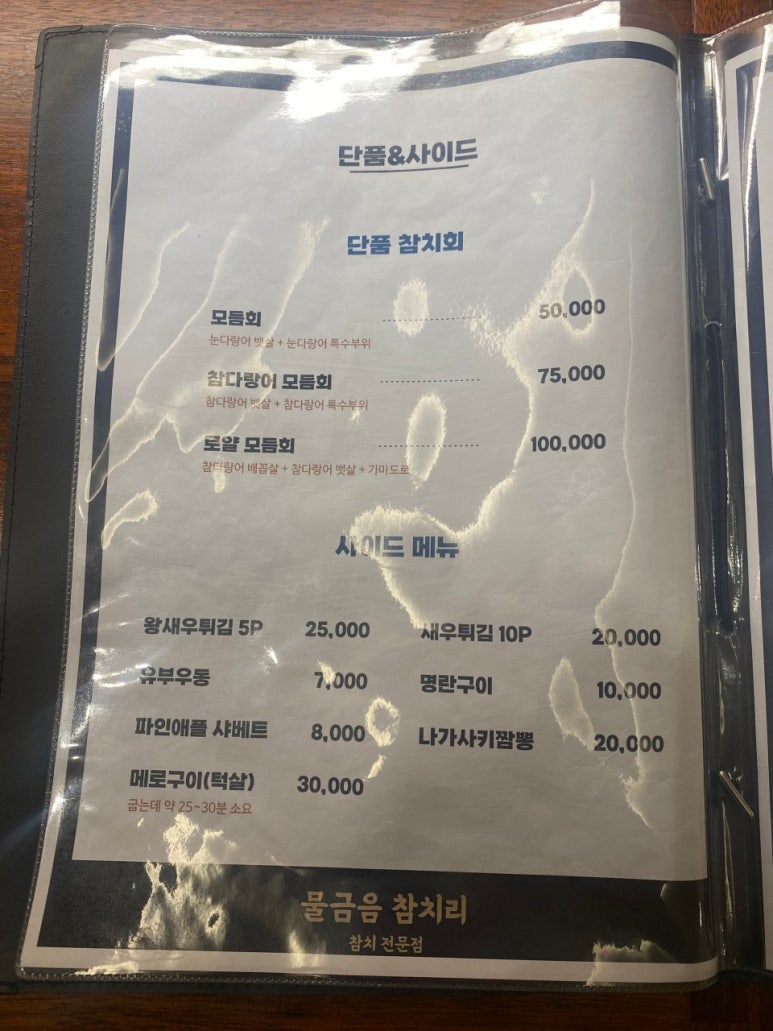 단품&사이드
단품 참치회
모듬회 50,000
눈다랑어 뱃살 + 눈다랑어 특수부위
참다랑어 모듬회 75,000
참다랑어 뱃살 + 참다랑어 특수부위
로얄 모듬회 100,000
참다랑어 배꼽살 + 참다랑어 뱃살 + 가마도로
사이드 메뉴
왕새우튀김 5P 25,000 새우튀김 10P 20,000
유부우동 7,000 명란구이 10,000
파인애플 샤베트 8,000 나가사키짬뽕 20,000
메로구이(턱살) 30,000
굽는데 약 25~30분 소요
물금읍 참치리
참치 전문점